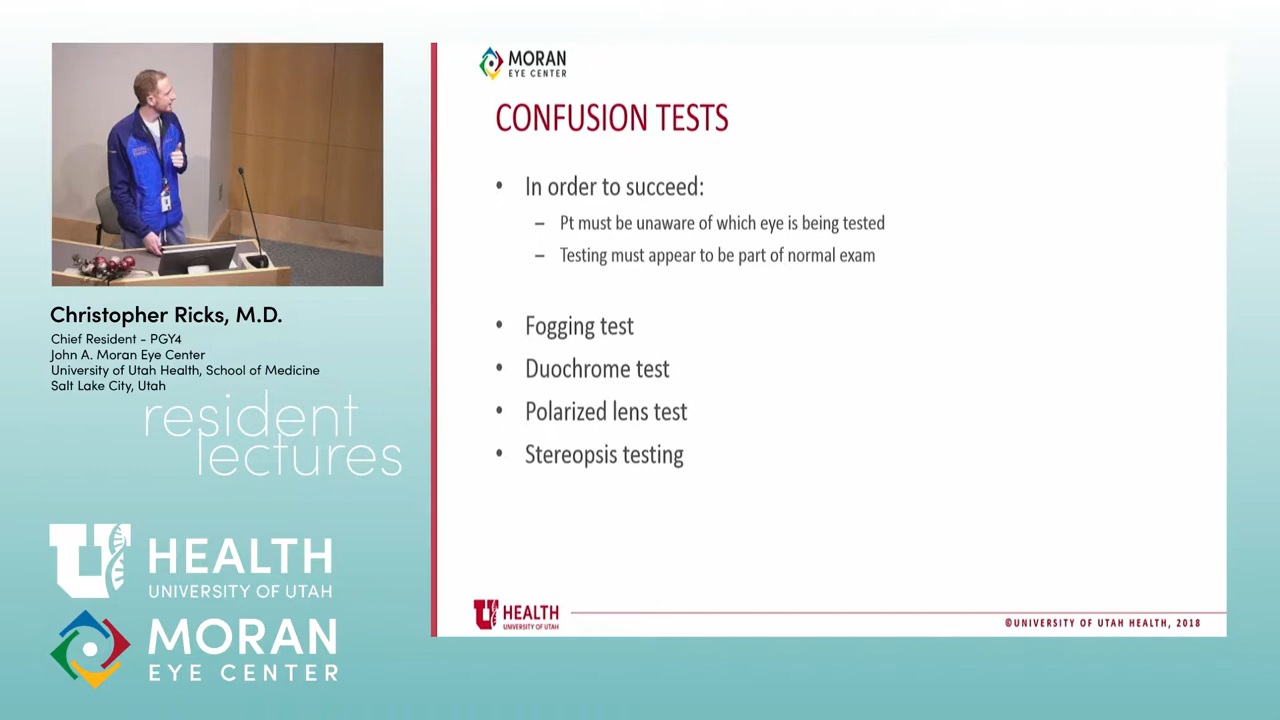 Christopher Ricks, M.D.
Chief Resident - PGY4
John A. Moran Eye Center
University of Utah Health, School of Medicine
Salt Lake City, Utah
resident
lectures
U HEALTH
UNIVERSITY OF UTAH
MORAN
EYE CENTER
MORAN
EYE CENTER
CONFUSION TESTS
• In order to succeed:
– Pt must be unaware of which eye is being tested
– Testing must appear to be part of normal exam
• Fogging test
• Duochrome test
• Polarized lens test
• Stereopsis testing
U HEALTH
UNIVERSITY OF UTAH
©UNIVERSITY OF UTAH HEALTH, 2018